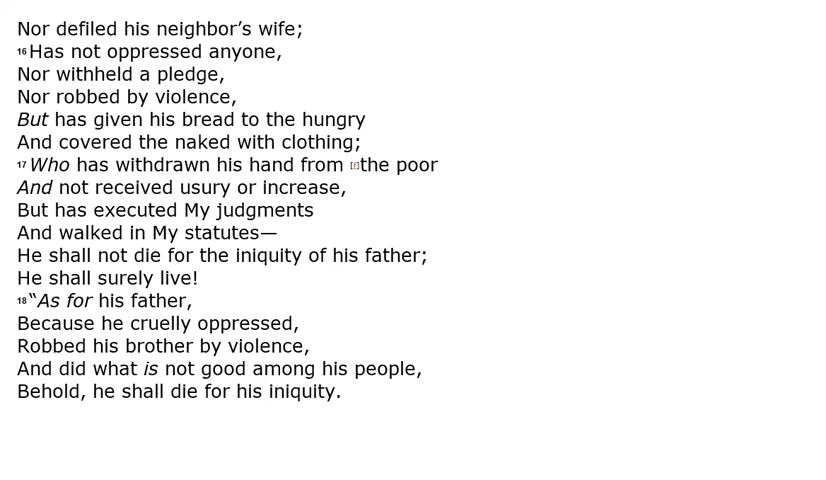 Nor defiled his neighbor’s wife;
16 Has not oppressed anyone,
Nor withheld a pledge,
Nor robbed by violence,
But has given his bread to the hungry
And covered the naked with clothing;
17 Who has withdrawn his hand from [f]the poor
And not received usury or increase,
But has executed My judgments
And walked in My statutes—
He shall not die for the iniquity of his father;
He shall surely live!
18 “As for his father,
Because he cruelly oppressed,
Robbed his brother by violence,
And did what is not good among his people,
Behold, he shall die for his iniquity.